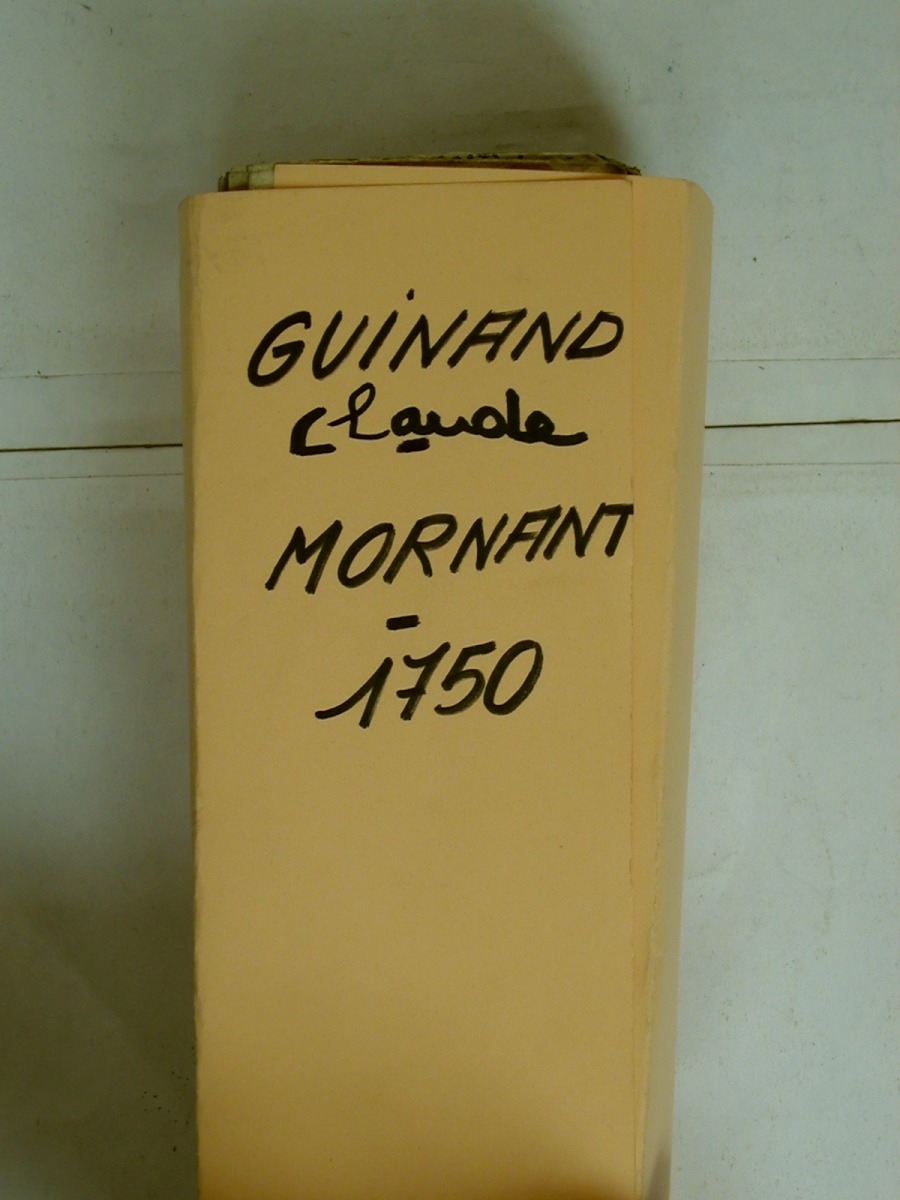 GUINAND
Claude
MORNANT
-
1750